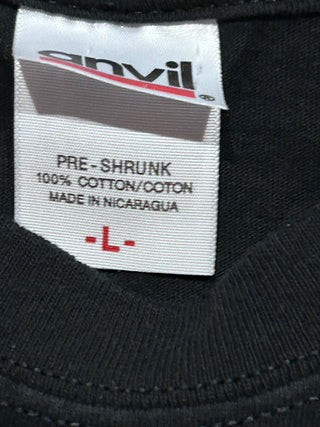 anvil®
PRE-SHRUNK
100% COTTON/COTON
MADE IN NICARAGUA
-L-